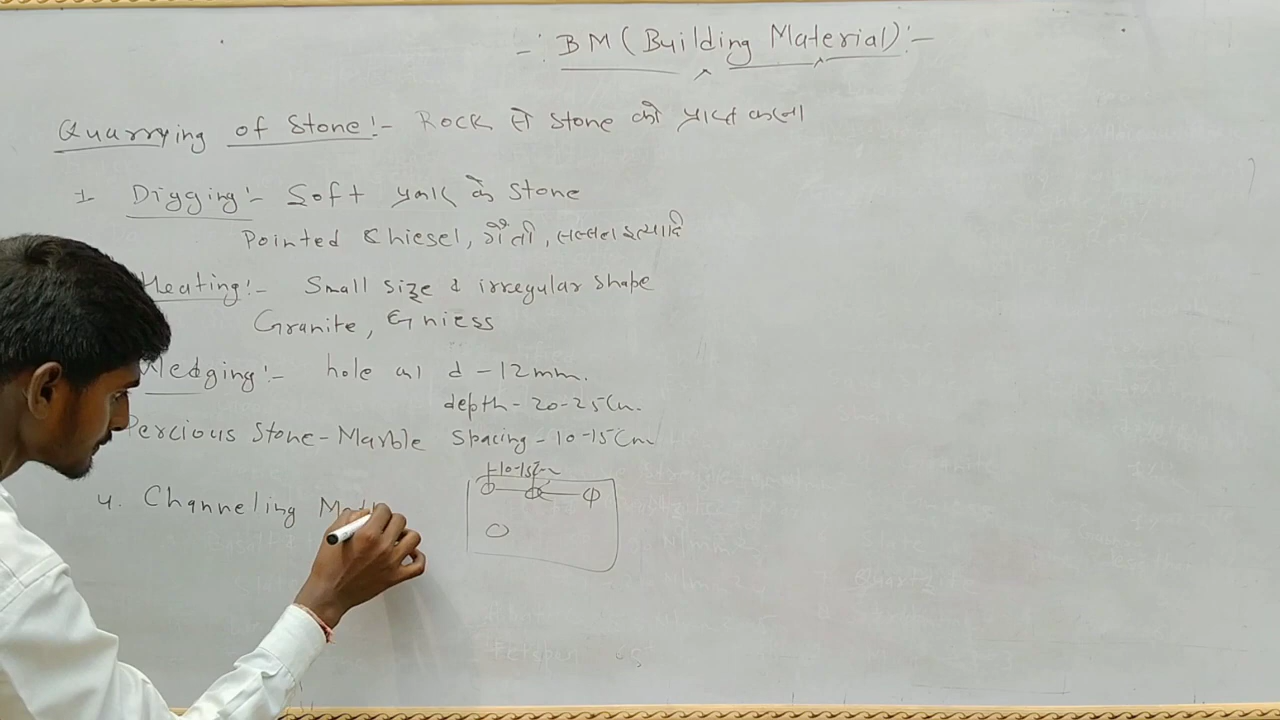 -: BM (Building Material) :-
Quarrying of Stone :- Rock से Stone को प्राप्त करना
1. Digging :- Soft प्रकार के Stone
Pointed Chiesel, गैंती, सब्बल इत्यादि
Heating :- Small size & irregular shape
Granite, Gniess
Wedging :- hole का d - 12mm.
depth - 20-25Cm.
Percious Stone - Marble Spacing - 10-15Cm
10-15Cm
4. Channeling Meth